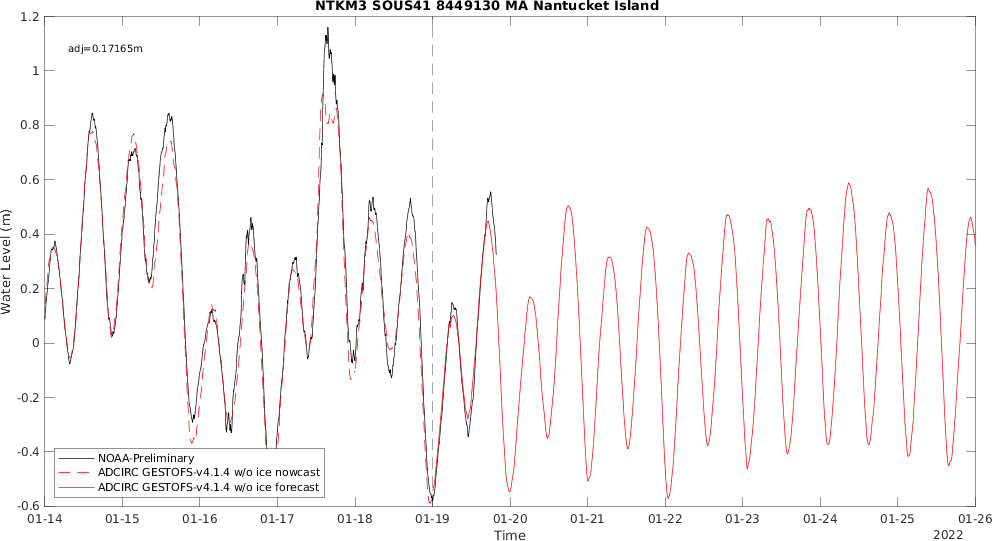 NTKM3 SOUS41 8449130 MA Nantucket Island
adj=0.17165m
Water Level (m)
1.2
1
0.8
0.6
0.4
0.2
0
-0.2
-0.4
-0.6
NOAA-Preliminary
ADCIRC GESTOFS-v4.1.4 w/o ice nowcast
ADCIRC GESTOFS-v4.1.4 w/o ice forecast
01-14 01-15 01-16 01-17 01-18 01-19 01-20 01-21 01-22 01-23 01-24 01-25 01-26
Time
2022